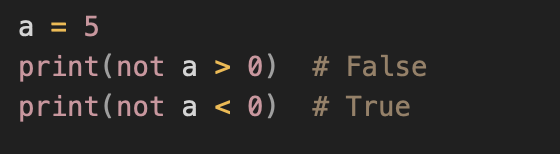 a = 5
print(not a > 0)  # False
print(not a < 0)  # True